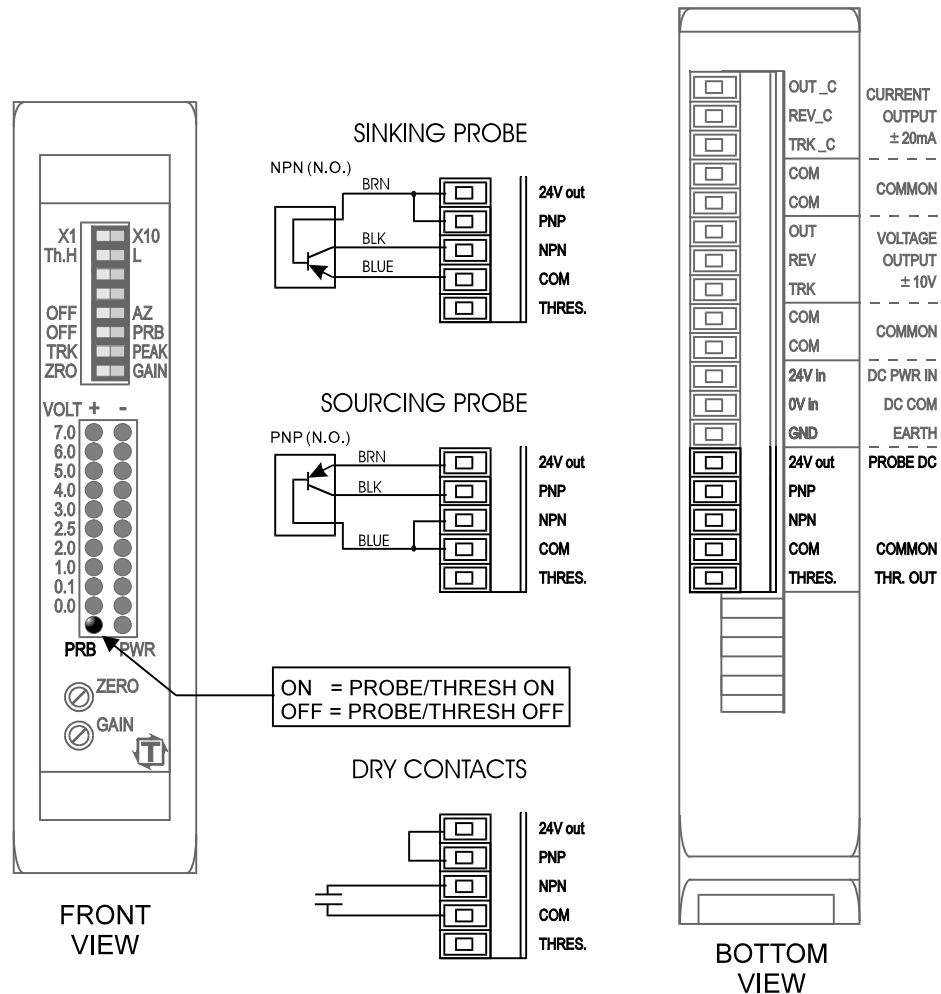 X1 X10
Th.H L
OFF AZ
OFF PRB
TRK PEAK
ZRO GAIN
VOLT + -
7.0
6.0
5.0
4.0
3.0
2.5
2.0
1.0
0.1
0.0
PRB PWR
ZERO
GAIN
T
FRONT
VIEW
SINKING PROBE
NPN (N.O.)
BRN
BLK
BLUE
24V out
PNP
NPN
COM
THRES.
SOURCING PROBE
PNP (N.O.)
BRN
BLK
BLUE
24V out
PNP
NPN
COM
THRES.
ON = PROBE/THRESH ON
OFF = PROBE/THRESH OFF
DRY CONTACTS
24V out
PNP
NPN
COM
THRES.
OUT_C
REV_C
TRK_C
CURRENT
OUTPUT
± 20mA
COM
COM
COMMON
OUT
REV
TRK
VOLTAGE
OUTPUT
± 10V
COM
COM
COMMON
24V in DC PWR IN
0V in DC COM
GND EARTH
24V out PROBE DC
PNP
NPN
COM COMMON
THRES. THR. OUT
BOTTOM
VIEW